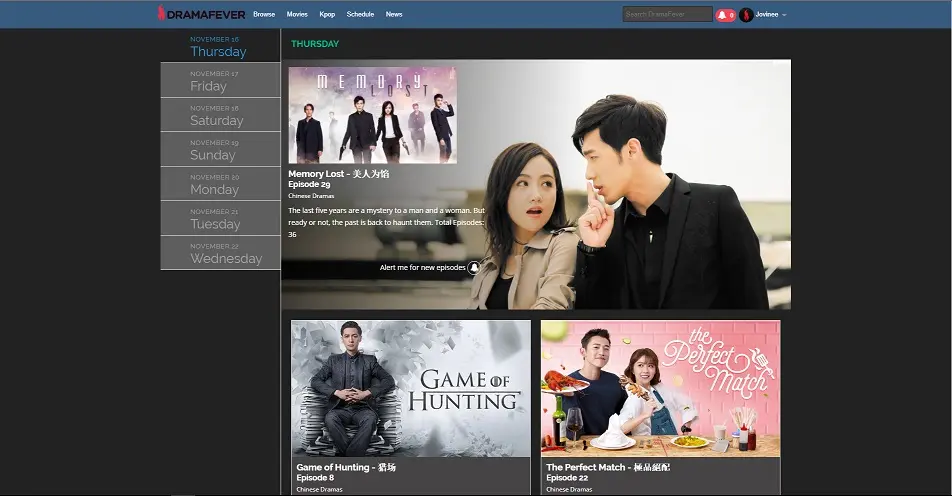 DRAMAFEVER Browse Movies Kpop Schedule News Search DramaFever 0 Jovinee
NOVEMBER 16
Thursday
NOVEMBER 17
Friday
NOVEMBER 18
Saturday
NOVEMBER 19
Sunday
NOVEMBER 20
Monday
NOVEMBER 21
Tuesday
NOVEMBER 22
Wednesday
THURSDAY
MEMORY
LOST
Memory Lost - 美人为馅
Episode 29
Chinese Dramas
The last five years are a mystery to a man and a woman. But
ready or not, the past is back to haunt them. Total Episodes:
36
Alert me for new episodes
GAME OF
HUNTING
Game of Hunting - 猎场
Episode 8
Chinese Dramas
the
Perfect
Match
The Perfect Match - 極品絕配
Episode 22
Chinese Dramas